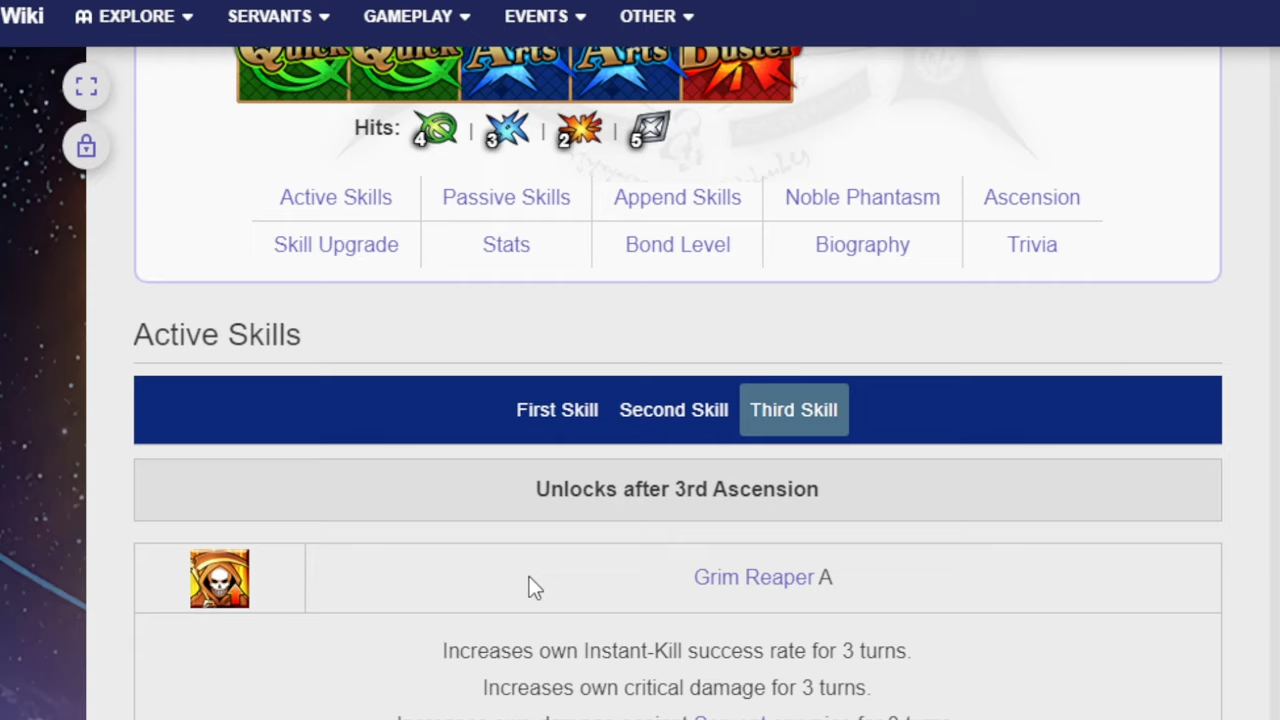 Wiki EXPLORE SERVANTS GAMEPLAY EVENTS OTHER
Quick Quick Arts Arts Buster
Hits: 4 | 3 | 2 | 5
Active Skills Passive Skills Append Skills Noble Phantasm Ascension
Skill Upgrade Stats Bond Level Biography Trivia
Active Skills
First Skill Second Skill Third Skill
Unlocks after 3rd Ascension
Grim Reaper A
Increases own Instant-Kill success rate for 3 turns.
Increases own critical damage for 3 turns.